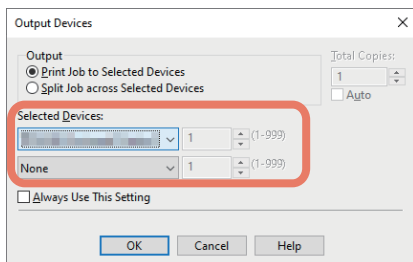 Output Devices
Output
Print Job to Selected Devices
Split Job across Selected Devices
Total Copies:
1
Auto
Selected Devices:
1 (1-999)
None 1 (1-999)
Always Use This Setting
OK Cancel Help